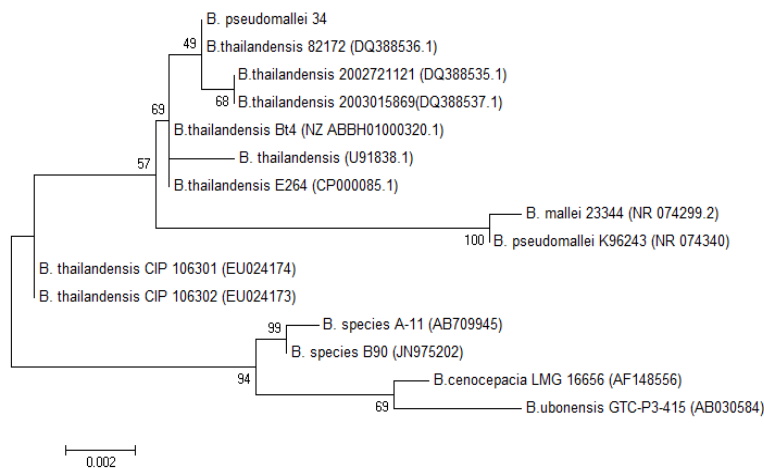 B. pseudomallei 34
49
B.thailandensis 82172 (DQ388536.1)
B.thailandensis 2002721121 (DQ388535.1)
68
B.thailandensis 2003015869(DQ388537.1)
69
B.thailandensis Bt4 (NZ ABBH01000320.1)
57
B. thailandensis (U91838.1)
B.thailandensis E264 (CP000085.1)
B. mallei 23344 (NR 074299.2)
100
B. pseudomallei K96243 (NR 074340)
B. thailandensis CIP 106301 (EU024174)
B. thailandensis CIP 106302 (EU024173)
B. species A-11 (AB709945)
99
B. species B90 (JN975202)
94
B.cenocepacia LMG 16656 (AF148556)
69
B.ubonensis GTC-P3-415 (AB030584)
0.002